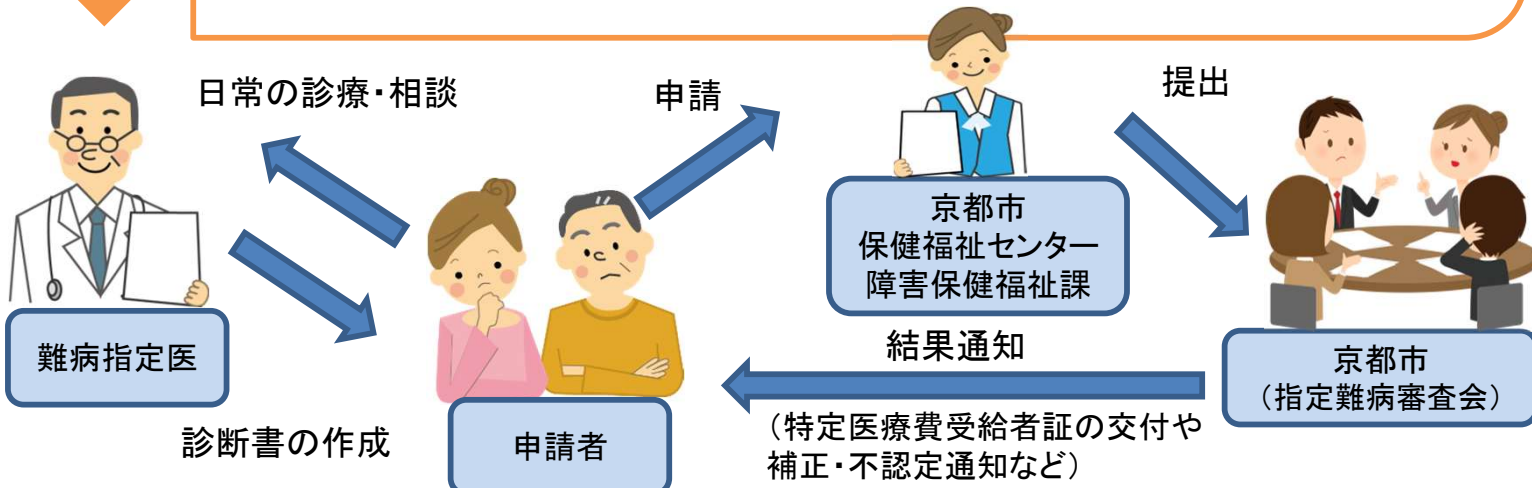 日常の診療・相談
申請
提出
京都市
保健福祉センター
障害保健福祉課
難病指定医
結果通知
京都市
（指定難病審査会）
診断書の作成
申請者
（特定医療費受給者証の交付や
補正・不認定通知など）